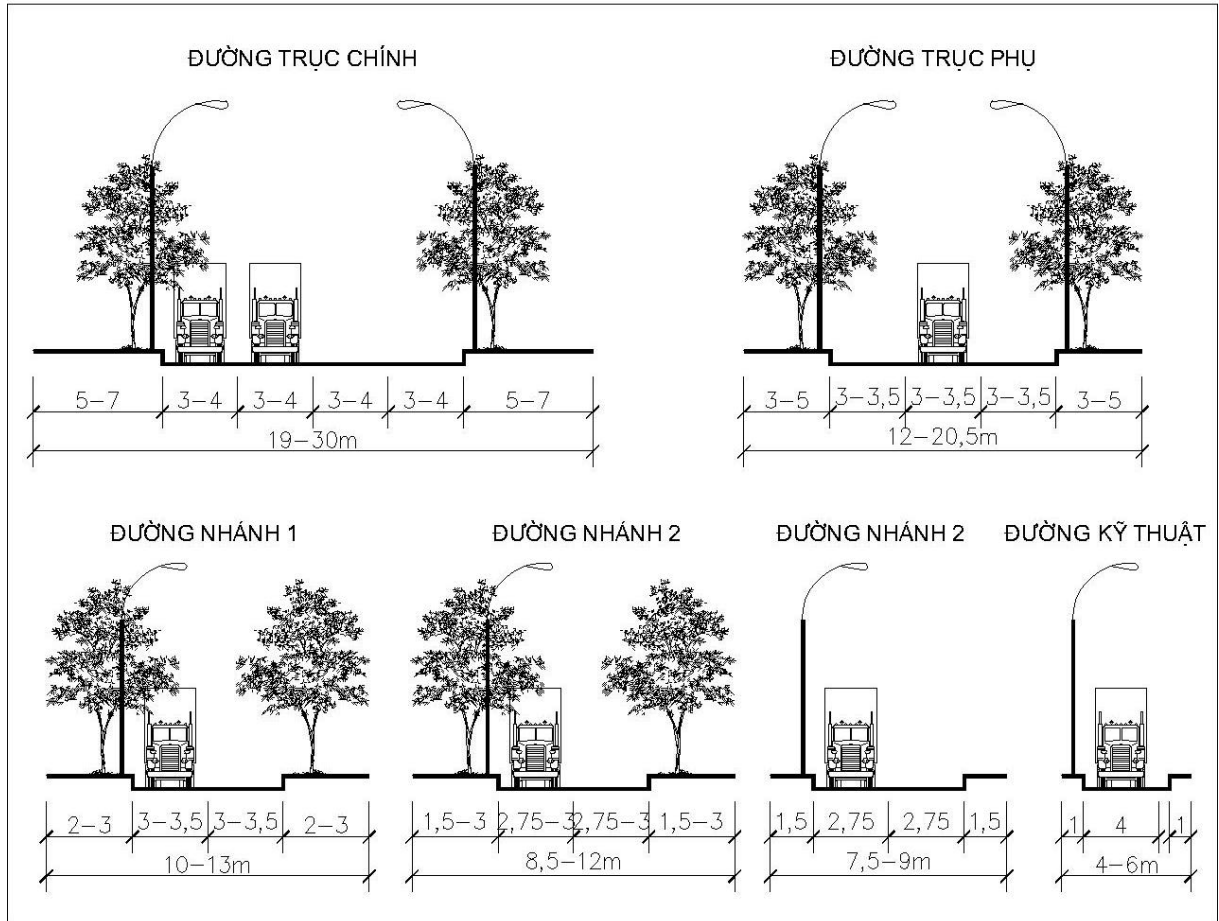 ĐƯỜNG TRỤC CHÍNH
ĐƯỜNG TRỤC PHỤ
5-7 3-4 3-4 3-4 3-4 5-7
19-30m
3-5 3-3,5 3-3,5 3-3,5 3-5
12-20,5m
ĐƯỜNG NHÁNH 1
ĐƯỜNG NHÁNH 2
ĐƯỜNG NHÁNH 2
ĐƯỜNG KỸ THUẬT
2-3 3-3,5 3-3,5 2-3
10-13m
1,5-3 2,75-3 2,75-3 1,5-3
8,5-12m
1,5 2,75 2,75 1,5
7,5-9m
1 4 1
4-6m